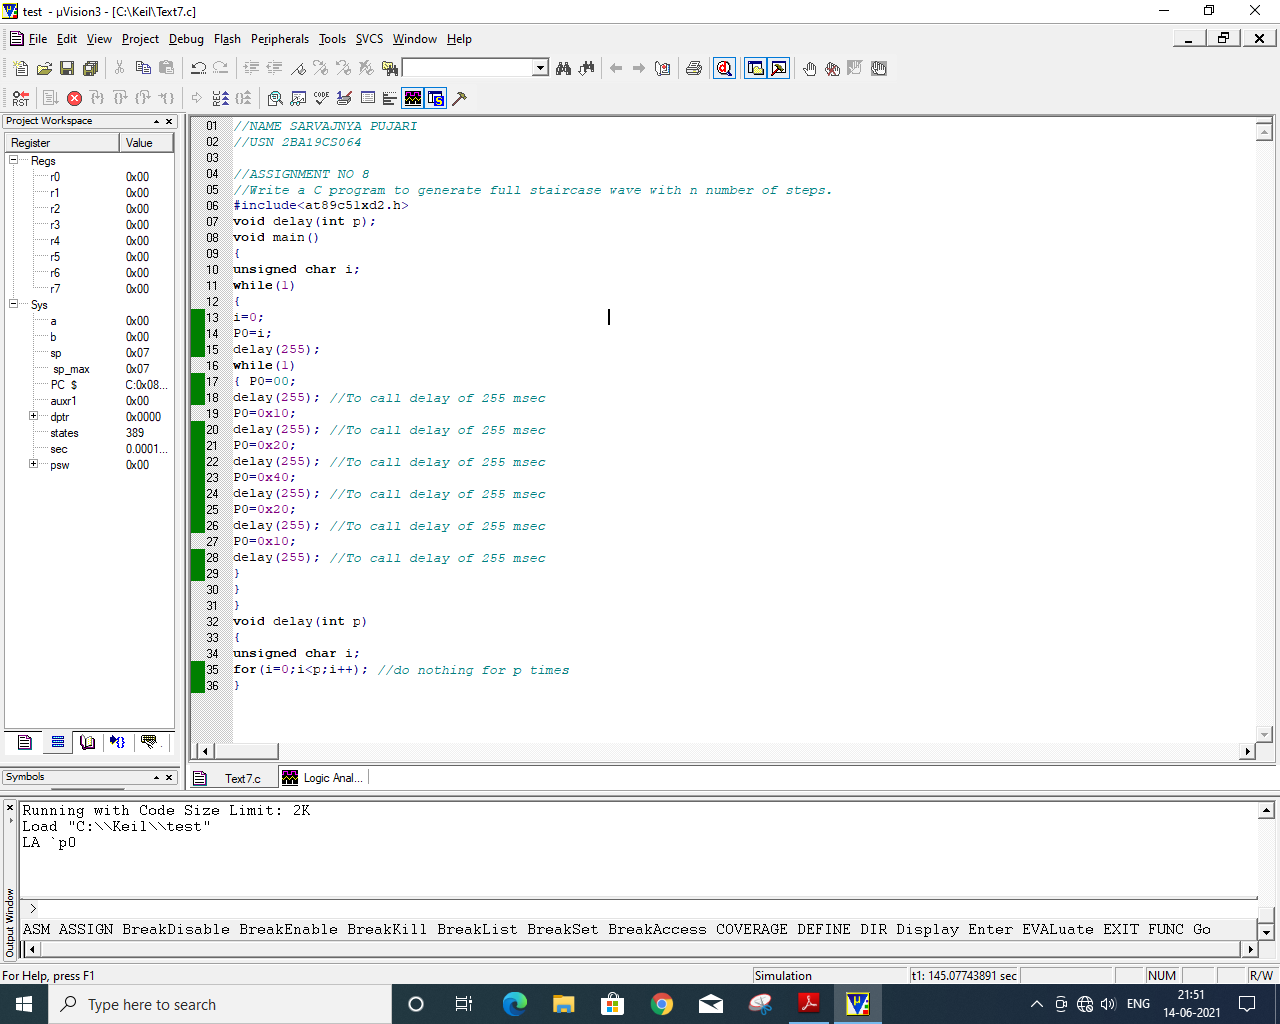 test - µVision3 - [C:\Keil\Text7.c]
File Edit View Project Debug Flash Peripherals Tools SVCS Window Help
RST
CODE
Project Workspace
Register Value
Regs
r0 0x00
r1 0x00
r2 0x00
r3 0x00
r4 0x00
r5 0x00
r6 0x00
r7 0x00
Sys
a 0x00
b 0x00
sp 0x07
sp_max 0x07
PC $ C:0x08...
auxr1 0x00
dptr 0x0000
states 389
sec 0.0001...
psw 0x00
Symbols
01 //NAME SARVAJNYA PUJARI
02 //USN 2BA19CS064
03
04 //ASSIGNMENT NO 8
05 //Write a C program to generate full staircase wave with n number of steps.
06 #include<at89c51xd2.h>
07 void delay(int p);
08 void main()
09 {
10 unsigned char i;
11 while(1)
12 {
13 i=0;
14 P0=i;
15 delay(255);
16 while(1)
17 { P0=00;
18 delay(255); //To call delay of 255 msec
19 P0=0x10;
20 delay(255); //To call delay of 255 msec
21 P0=0x20;
22 delay(255); //To call delay of 255 msec
23 P0=0x40;
24 delay(255); //To call delay of 255 msec
25 P0=0x20;
26 delay(255); //To call delay of 255 msec
27 P0=0x10;
28 delay(255); //To call delay of 255 msec
29 }
30 }
31 }
32 void delay(int p)
33 {
34 unsigned char i;
35 for(i=0;i<p;i++); //do nothing for p times
36 }
Text7.c Logic Anal...
Running with Code Size Limit: 2K
Load "C:\\Keil\\test"
LA `p0
>
ASM ASSIGN BreakDisable BreakEnable BreakKill BreakList BreakSet BreakAccess COVERAGE DEFINE DIR Display Enter EVALuate EXIT FUNC Go
Output Window
For Help, press F1 Simulation t1: 145.07743891 sec NUM R/W
Type here to search
ENG
21:51
14-06-2021